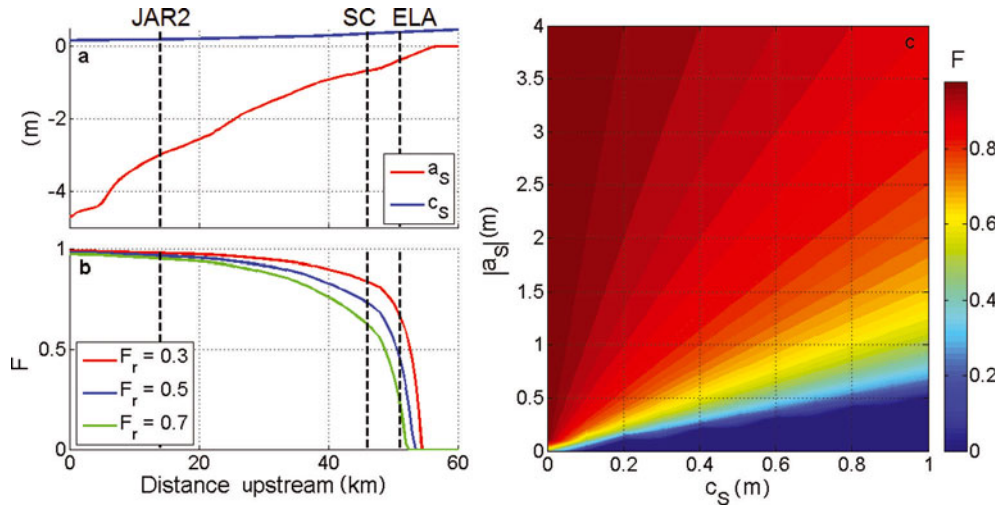 JAR2 SC ELA
a
0
-2
-4
(m)
a_S
c_S
b
1
0.5
0
F
F_r = 0.3
F_r = 0.5
F_r = 0.7
0 20 40 60
Distance upstream (km)
c
4
3.5
3
2.5
2
1.5
1
0.5
0
|a_S| (m)
0 0.2 0.4 0.6 0.8 1
c_S (m)
F
0.8
0.6
0.4
0.2
0